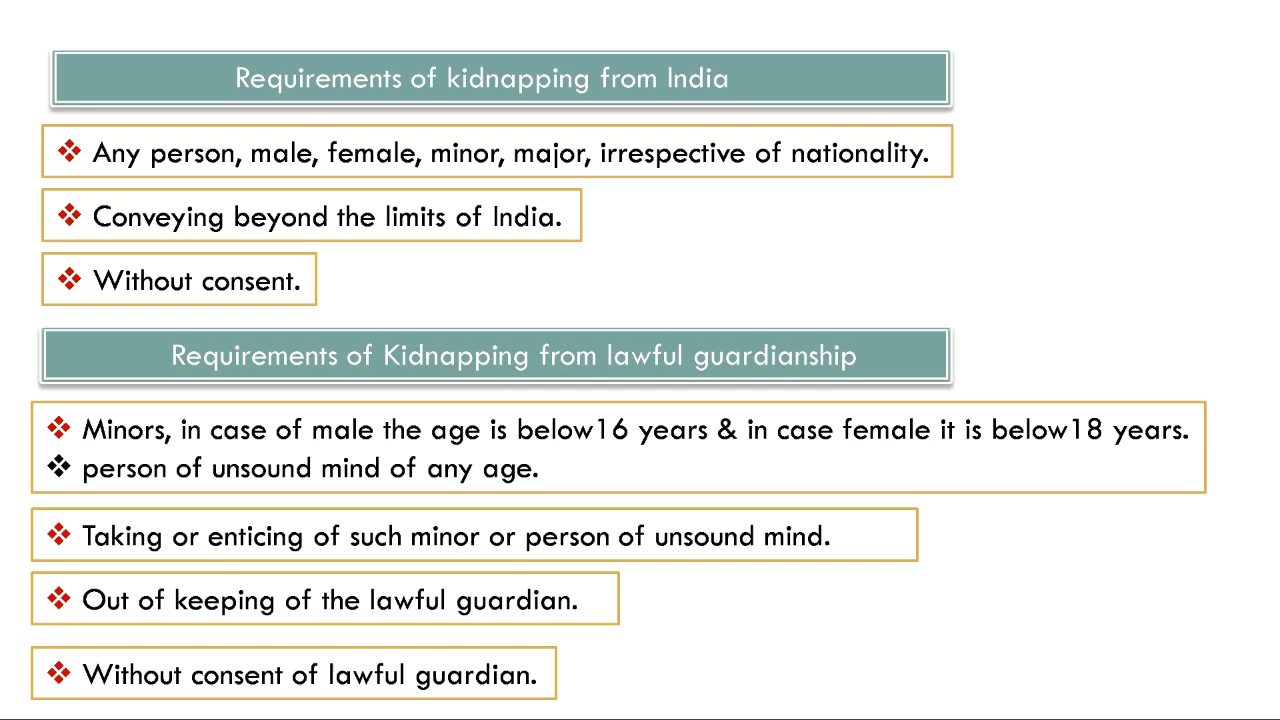 Requirements of kidnapping from India
❖ Any person, male, female, minor, major, irrespective of nationality.
❖ Conveying beyond the limits of India.
❖ Without consent.
Requirements of Kidnapping from lawful guardianship
❖ Minors, in case of male the age is below16 years & in case female it is below18 years.
❖ person of unsound mind of any age.
❖ Taking or enticing of such minor or person of unsound mind.
❖ Out of keeping of the lawful guardian.
❖ Without consent of lawful guardian.